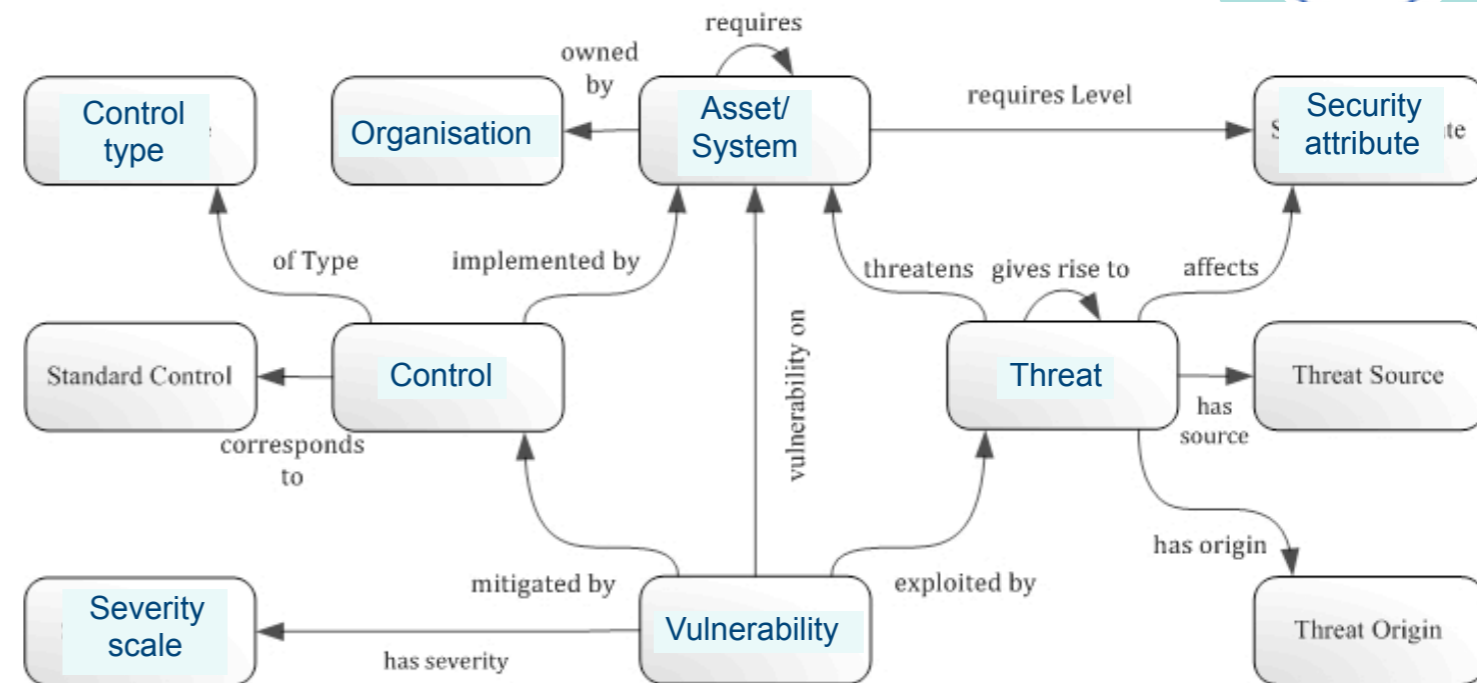 requires
owned
by
Control
type
Organisation
Asset/
System
requires Level
Security
attribute
of Type
implemented by
threatens
gives rise to
affects
Standard Control
Control
vulnerability on
Threat
Threat Source
corresponds
to
has
source
mitigated by
exploited by
has origin
Severity
scale
has severity
Vulnerability
Threat Origin